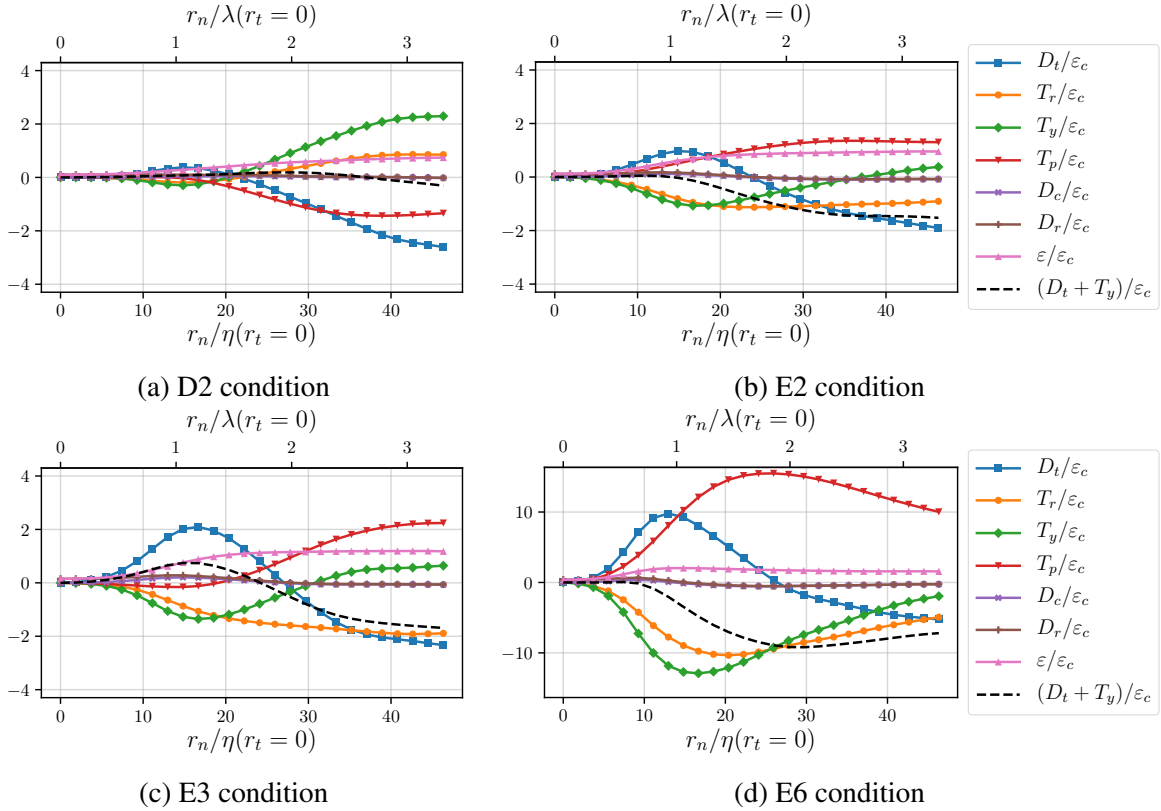 r_n/λ(r_t = 0)
0 1 2 3
4
2
0
−2
−4
0 10 20 30 40
r_n/η(r_t = 0)
(a) D2 condition
r_n/λ(r_t = 0)
0 1 2 3
4
2
0
−2
−4
0 10 20 30 40
r_n/η(r_t = 0)
(b) E2 condition
D_t/ε_c
T_r/ε_c
T_y/ε_c
T_p/ε_c
D_c/ε_c
D_r/ε_c
ε/ε_c
(D_t + T_y)/ε_c
r_n/λ(r_t = 0)
0 1 2 3
4
2
0
−2
−4
0 10 20 30 40
r_n/η(r_t = 0)
(c) E3 condition
r_n/λ(r_t = 0)
0 1 2 3
10
0
−10
0 10 20 30 40
r_n/η(r_t = 0)
(d) E6 condition
D_t/ε_c
T_r/ε_c
T_y/ε_c
T_p/ε_c
D_c/ε_c
D_r/ε_c
ε/ε_c
(D_t + T_y)/ε_c